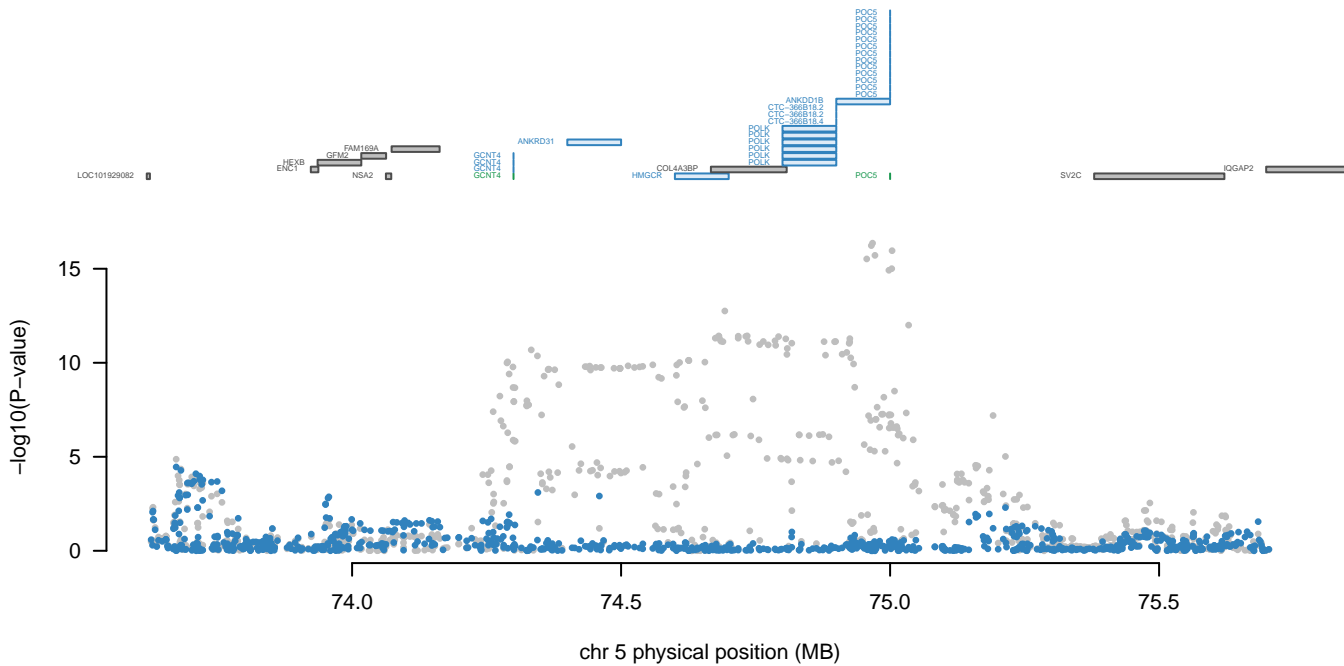 POC5
POC5
POC5
POC5
POC5
POC5
POC5
POC5
POC5
POC5
POC5
POC5
POC5
ANKDD1B
CTC−366B18.2
CTC−366B18.2
CTC−366B18.4
POLK
POLK
POLK
POLK
POLK
POLK
ANKRD31
FAM169A
GFM2
GCNT4
HEXB
GCNT4
ENC1
GCNT4
COL4A3BP
IQGAP2
LOC101929082
NSA2
GCNT4
HMGCR
POC5
SV2C
15
10
5
0
−log10(P−value)
74.0
74.5
75.0
75.5
chr 5 physical position (MB)